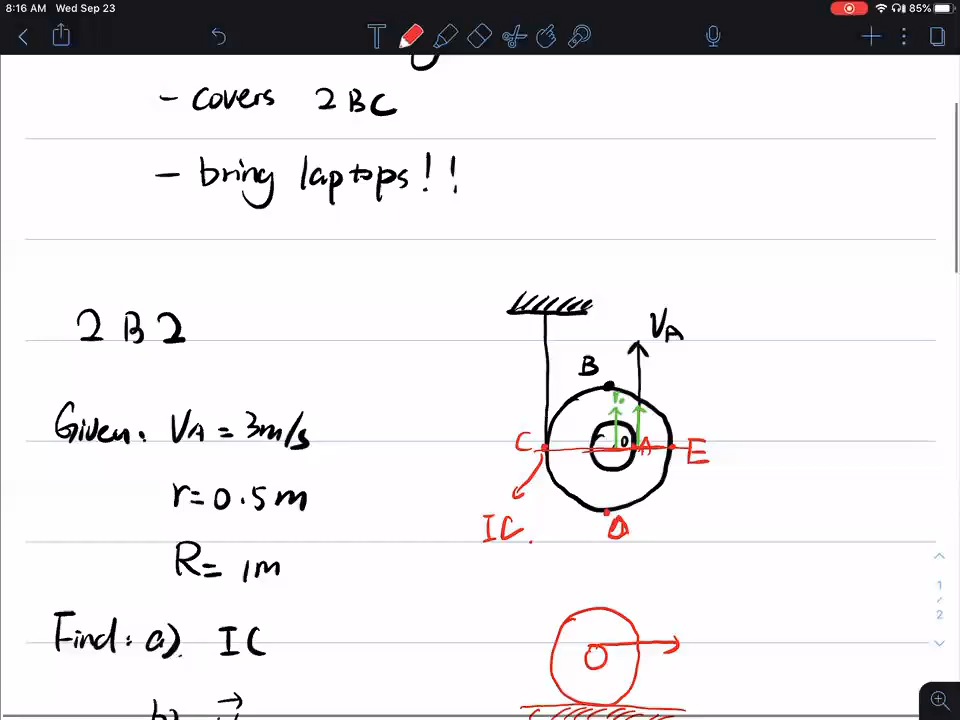 8:16 AM Wed Sep 23
85%
- covers 2BC
- bring laptops!!
2B2
Given: VA = 3m/s
r = 0.5m
R = 1m
Find: a). IC
b)
VA
B
C
O
A
E
IC.
D
O
1
2